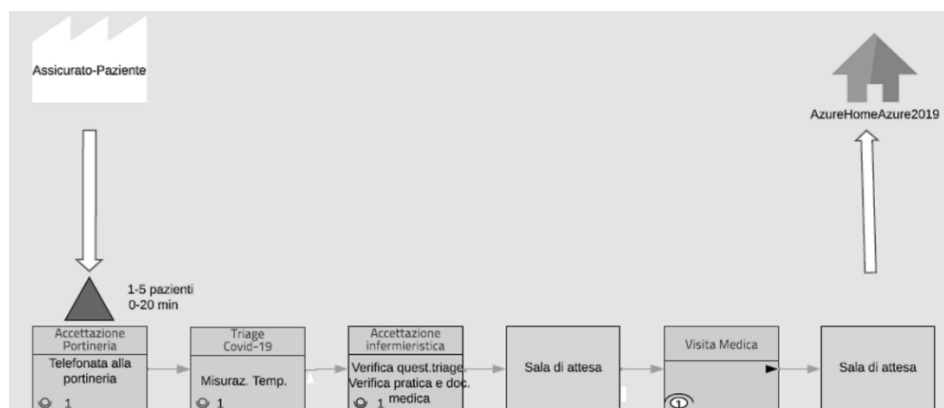 Assicurato-Paziente
AzureHomeAzure2019
1-5 pazienti
0-20 min
Accettazione
Portineria
Telefonata alla
portineria
1
Triage
Covid-19
Misuraz. Temp.
1
Accettazione
infermieristica
Verifica quest.triage.
Verifica pratica e doc.
medica
1
Sala di attesa
Visita Medica
1
Sala di attesa